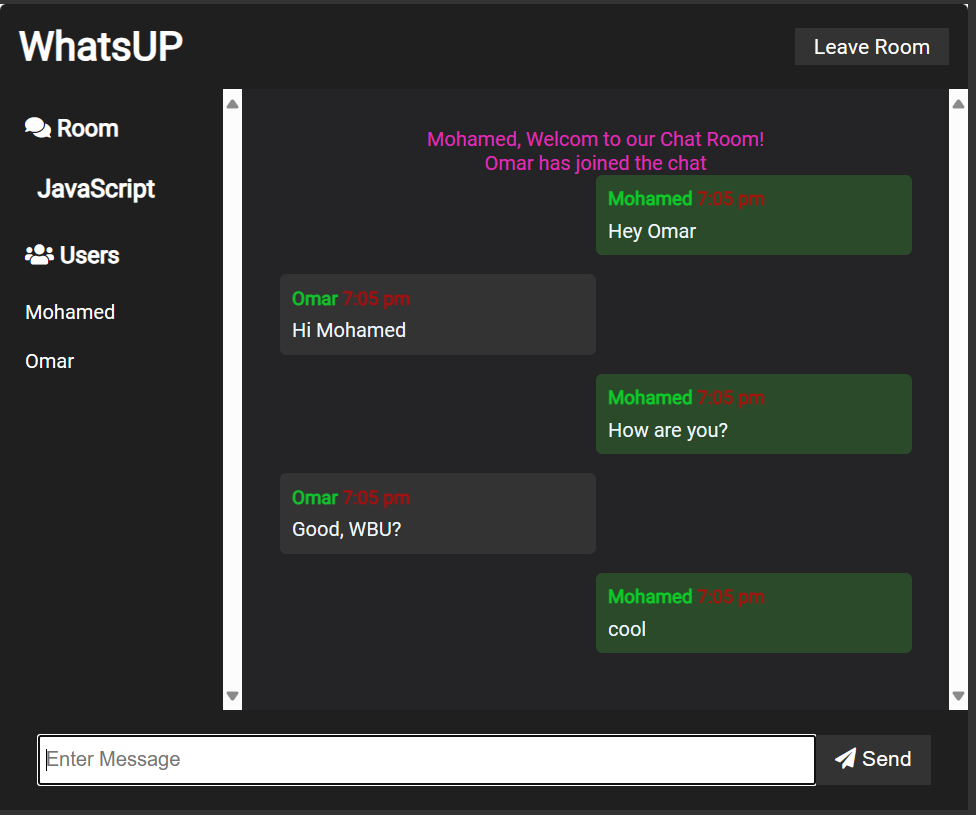 WhatsUP
Leave Room
Room
JavaScript
Users
Mohamed
Omar
Mohamed, Welcom to our Chat Room!
Omar has joined the chat
Mohamed 7:05 pm
Hey Omar
Omar 7:05 pm
Hi Mohamed
Mohamed 7:05 pm
How are you?
Omar 7:05 pm
Good, WBU?
Mohamed 7:05 pm
cool
Enter Message
Send